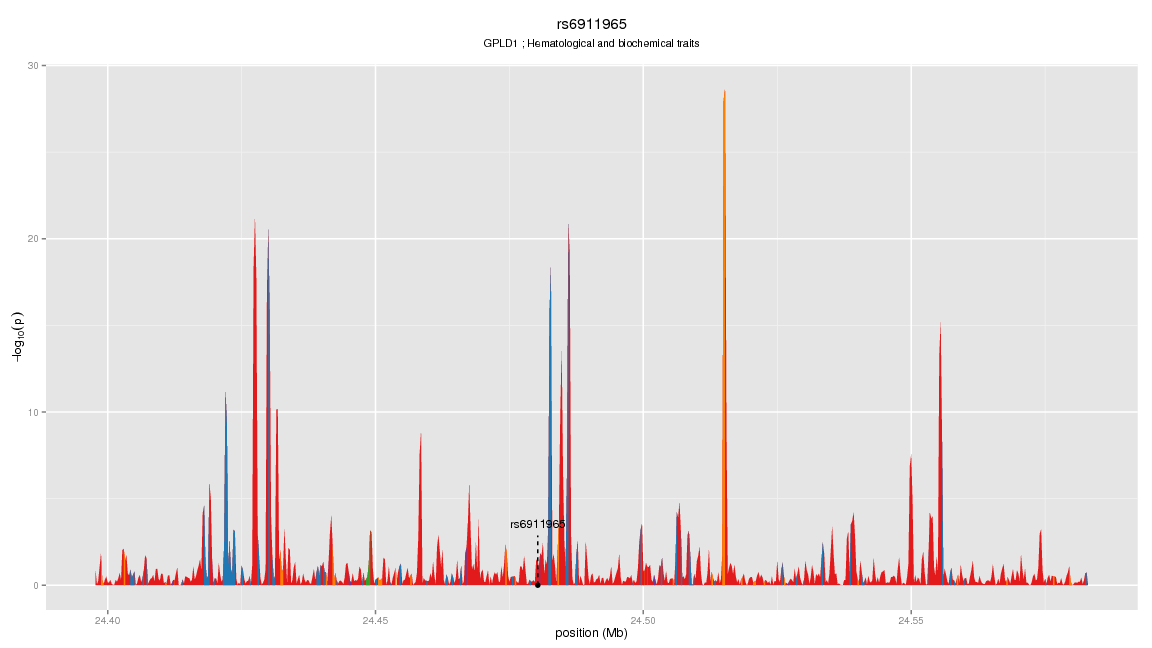 rs6911965
GPLD1 ; Hematological and biochemical traits
30
20
10
0
−log10(p)
rs6911965
24.40
24.45
24.50
24.55
position (Mb)